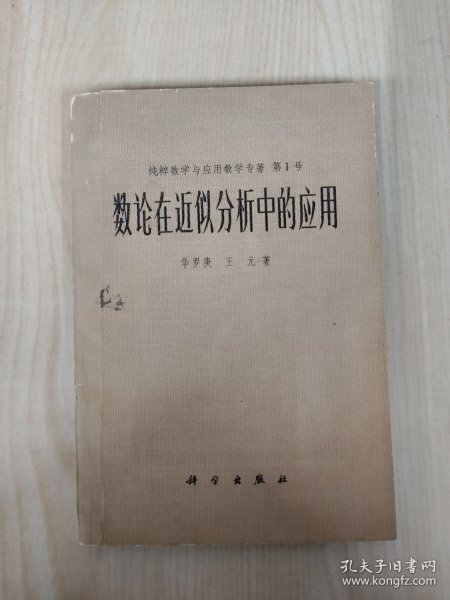 纯粹数学与应用数学专著 第1号
数论在近似分析中的应用
华罗庚 王元著
科学出版社
孔夫子旧书网
www.kongfz.com